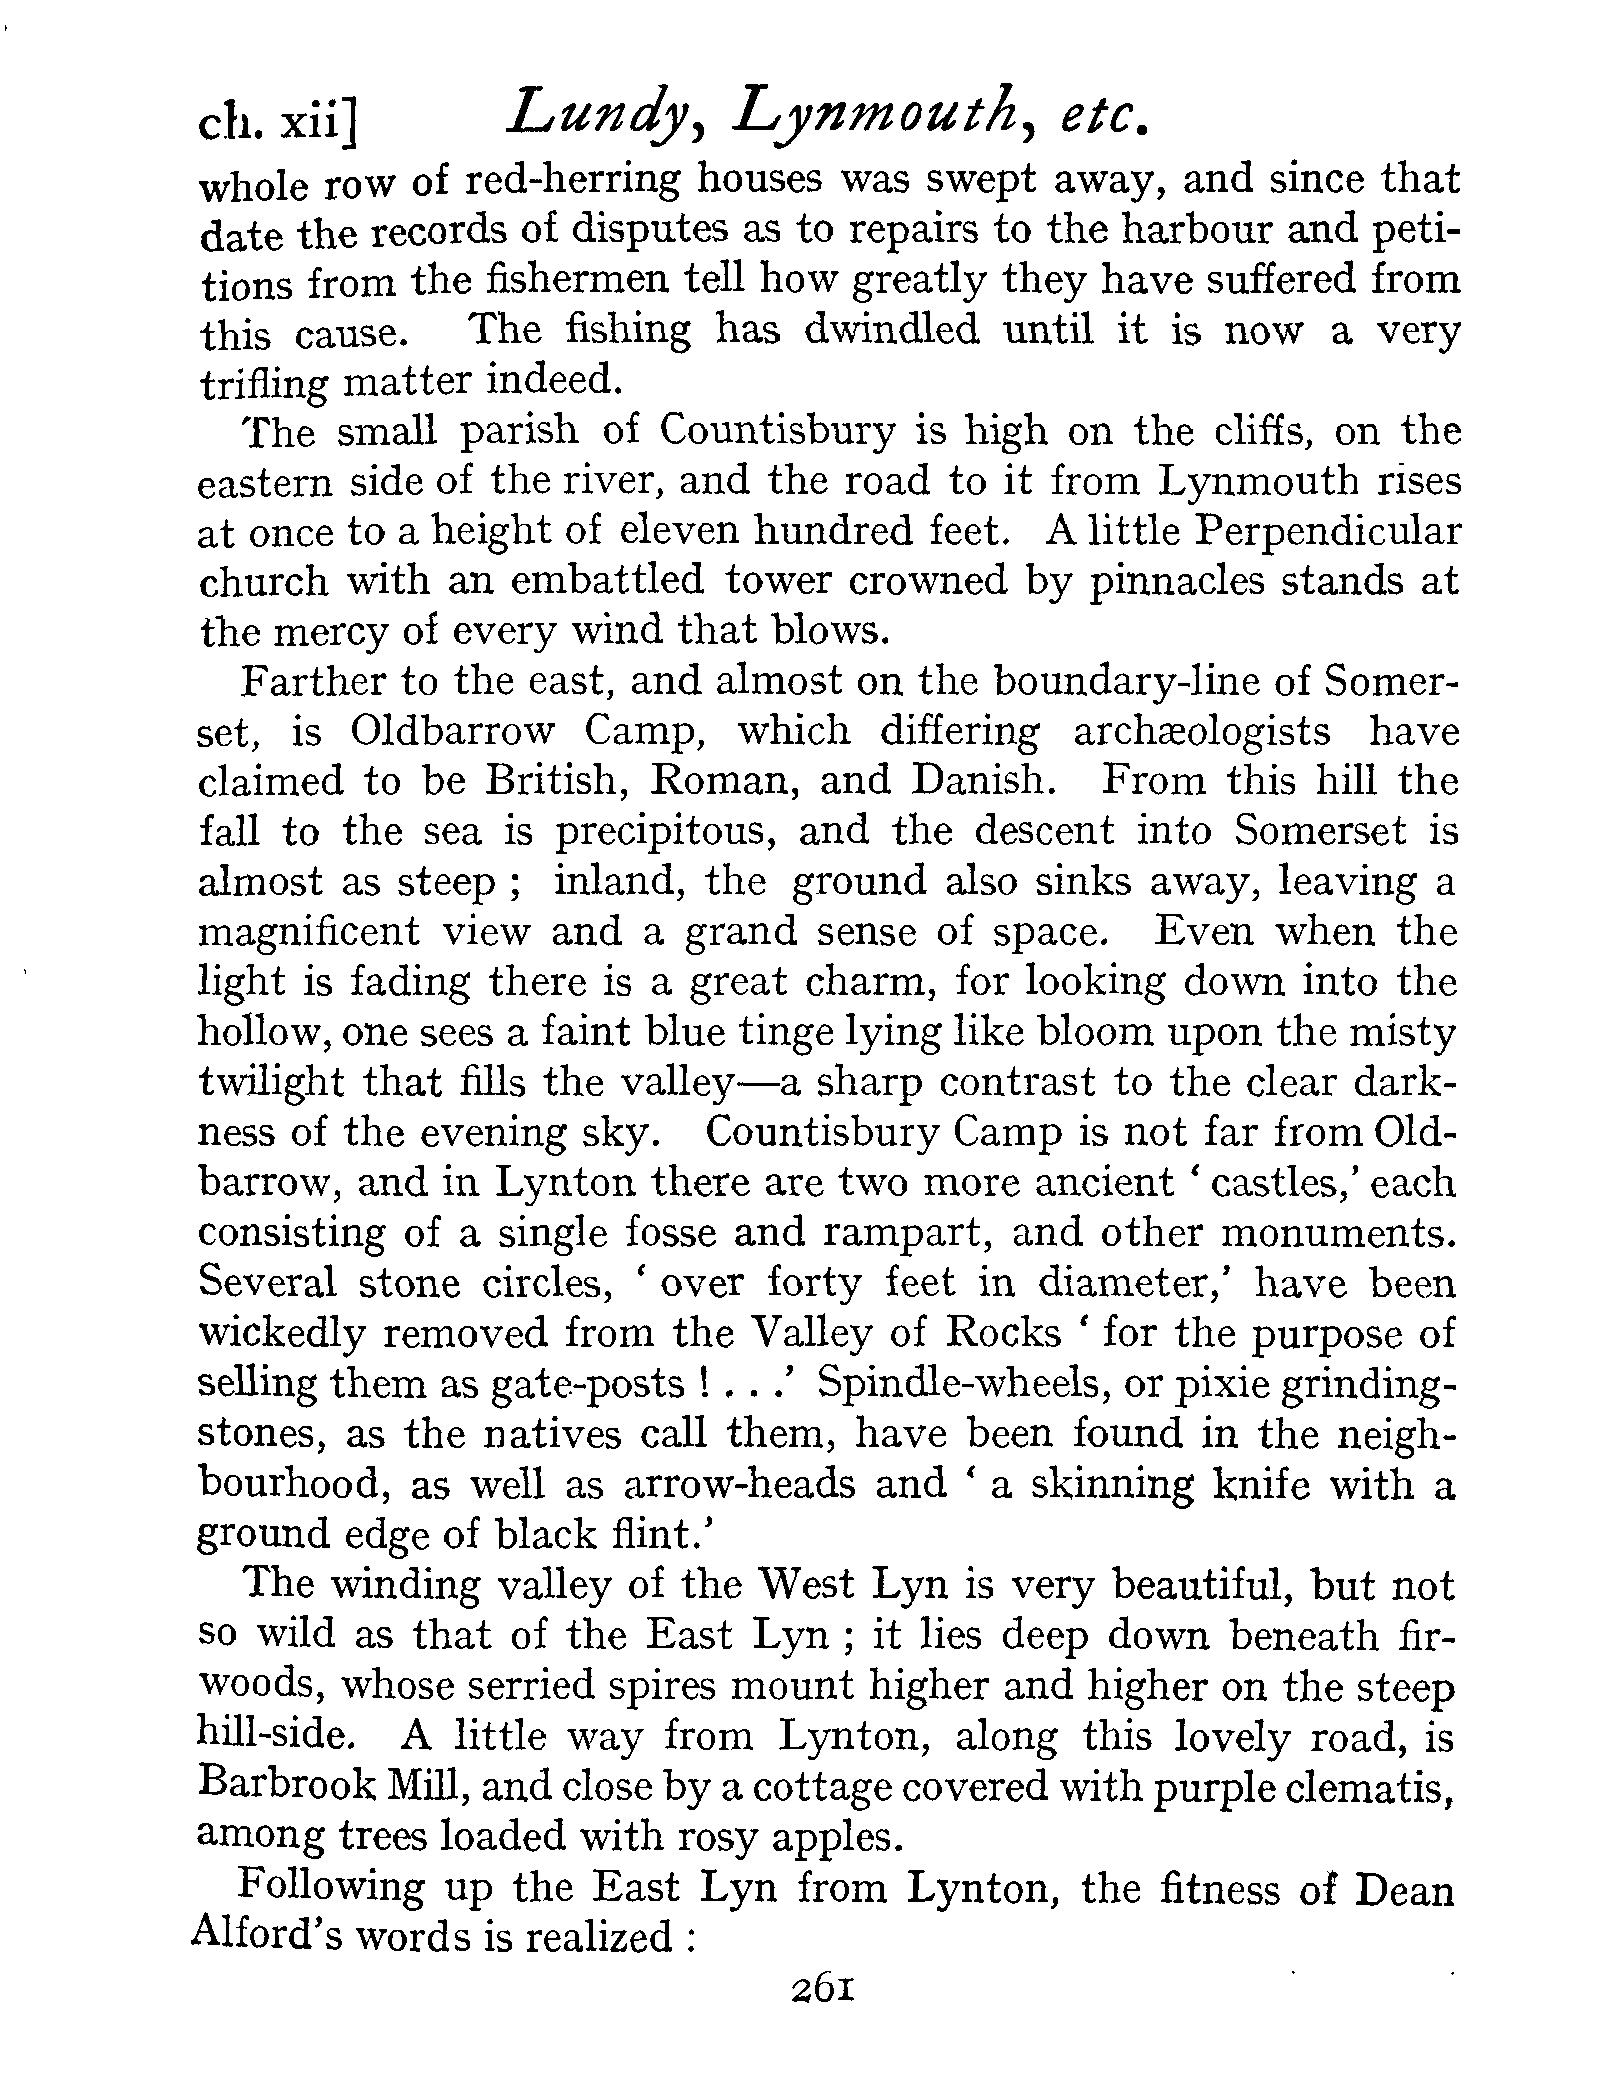 ch. xii] Lundy, Lynmouth, etc.
whole row of red-herring houses was swept away, and since that
date the records of disputes as to repairs to the harbour and peti-
tions from the fishermen tell how greatly they have suffered from
this cause. The fishing has dwindled until it is now a very
trifling matter indeed.
The small parish of Countisbury is high on the cliffs, on the
eastern side of the river, and the road to it from Lynmouth rises
at once to a height of eleven hundred feet. A little Perpendicular
church with an embattled tower crowned by pinnacles stands at
the mercy of every wind that blows.
Farther to the east, and almost on the boundary-line of Somer-
set, is Oldbarrow Camp, which differing archæologists have
claimed to be British, Roman, and Danish. From this hill the
fall to the sea is precipitous, and the descent into Somerset is
almost as steep ; inland, the ground also sinks away, leaving a
magnificent view and a grand sense of space. Even when the
light is fading there is a great charm, for looking down into the
hollow, one sees a faint blue tinge lying like bloom upon the misty
twilight that fills the valley—a sharp contrast to the clear dark-
ness of the evening sky. Countisbury Camp is not far from Old-
barrow, and in Lynton there are two more ancient ‘ castles,’ each
consisting of a single fosse and rampart, and other monuments.
Several stone circles, ‘ over forty feet in diameter,’ have been
wickedly removed from the Valley of Rocks ‘ for the purpose of
selling them as gate-posts ! . . .’ Spindle-wheels, or pixie grinding-
stones, as the natives call them, have been found in the neigh-
bourhood, as well as arrow-heads and ‘ a skinning knife with a
ground edge of black flint.’
The winding valley of the West Lyn is very beautiful, but not
so wild as that of the East Lyn ; it lies deep down beneath fir-
woods, whose serried spires mount higher and higher on the steep
hill-side. A little way from Lynton, along this lovely road, is
Barbrook Mill, and close by a cottage covered with purple clematis,
among trees loaded with rosy apples.
Following up the East Lyn from Lynton, the fitness of Dean
Alford’s words is realized :
261